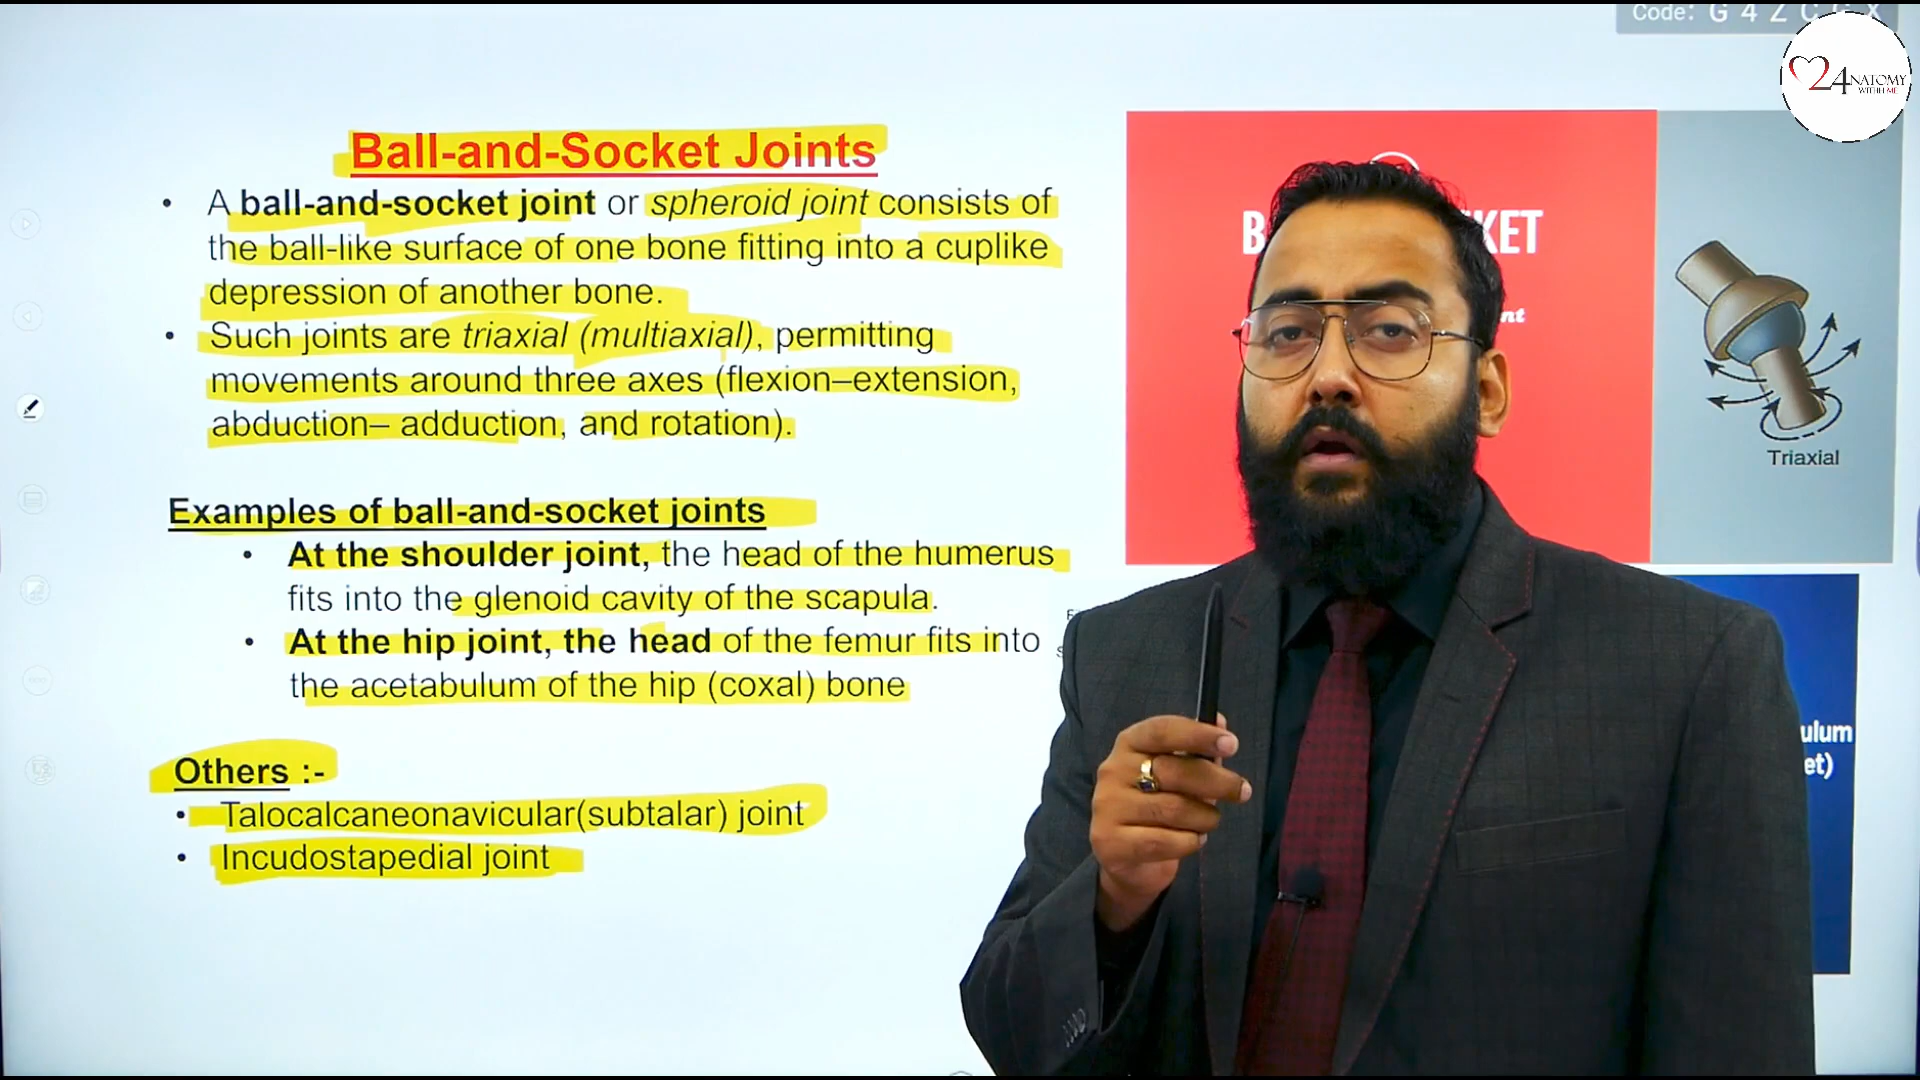 Code: G 4 Z C G X
24NATOMY
WITHH ME
Ball-and-Socket Joints
• A ball-and-socket joint or spheroid joint consists of
the ball-like surface of one bone fitting into a cuplike
depression of another bone.
• Such joints are triaxial (multiaxial), permitting
movements around three axes (flexion–extension,
abduction– adduction, and rotation).
Examples of ball-and-socket joints
• At the shoulder joint, the head of the humerus
fits into the glenoid cavity of the scapula.
• At the hip joint, the head of the femur fits into
the acetabulum of the hip (coxal) bone
Others :-
• Talocalcaneonavicular(subtalar) joint
• Incudostapedial joint
Triaxial